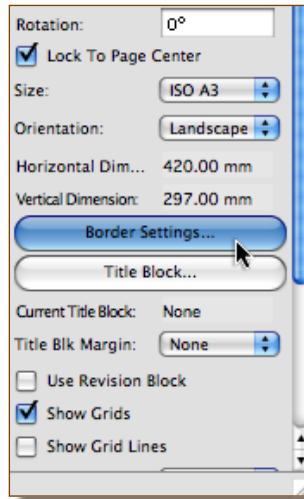 Rotation: 0°
Lock To Page Center
Size: ISO A3
Orientation: Landscape
Horizontal Dim... 420.00 mm
Vertical Dimension: 297.00 mm
Border Settings...
Title Block...
Current Title Block: None
Title Blk Margin: None
Use Revision Block
Show Grids
Show Grid Lines